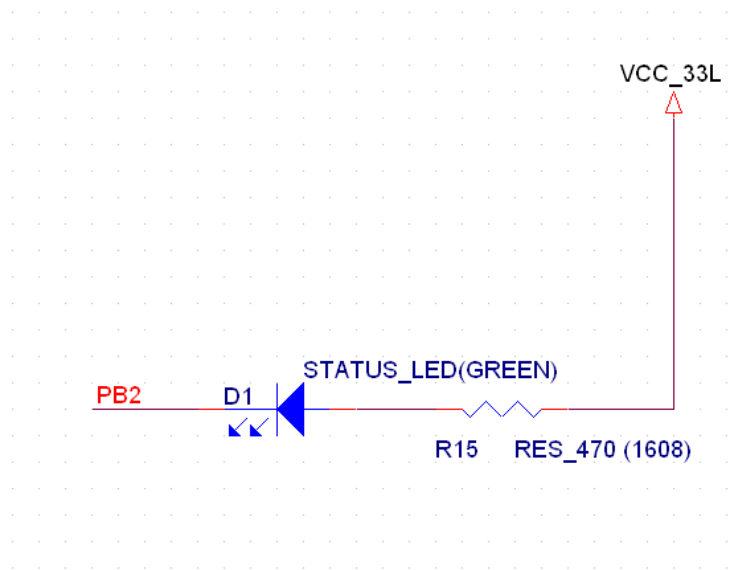 VCC_33L
STATUS_LED(GREEN)
PB2
D1
R15
RES_470 (1608)